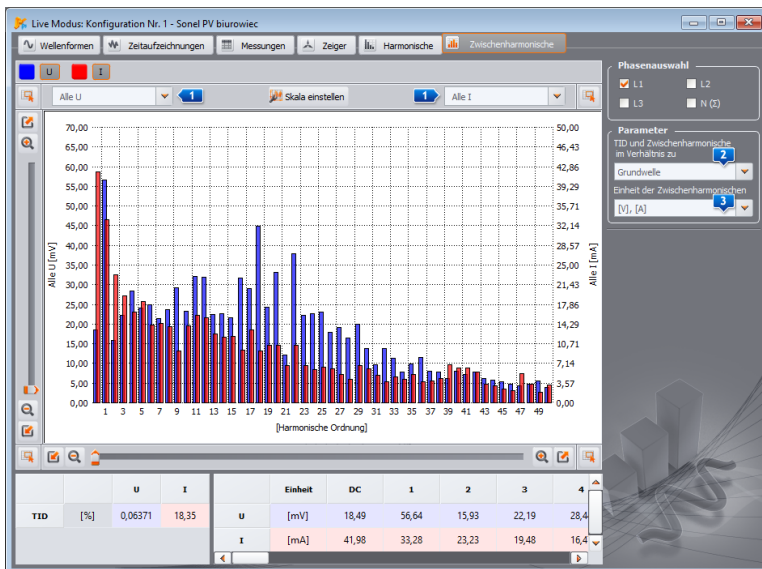 Live Modus: Konfiguration Nr. 1 - Sonel PV biurowiec
Wellenformen
Zeitaufzeichnungen
Messungen
Zeiger
Harmonische
Zwischenharmonische
U
I
Alle U
1
Skala einstellen
1
Alle I
Phasenauswahl
L1
L2
L3
N (Σ)
Parameter
TID und Zwischenharmonische
im Verhältnis zu
2
Grundwelle
Einheit der Zwischenharmonischen
3
[V], [A]
Alle U [mV]
70,00
65,00
60,00
55,00
50,00
45,00
40,00
35,00
30,00
25,00
20,00
15,00
10,00
5,00
0,00
50,00
46,43
42,86
39,29
35,71
32,14
28,57
25,00
21,43
17,86
14,29
10,71
7,14
3,57
0,00
Alle I [mA]
1 3 5 7 9 11 13 15 17 19 21 23 25 27 29 31 33 35 37 39 41 43 45 47 49
[Harmonische Ordnung]
U I
TID [%] 0,06371 18,35
Einheit DC 1 2 3 4
U [mV] 18,49 56,64 15,93 22,19 28,4
I [mA] 41,98 33,28 23,23 19,48 16,4